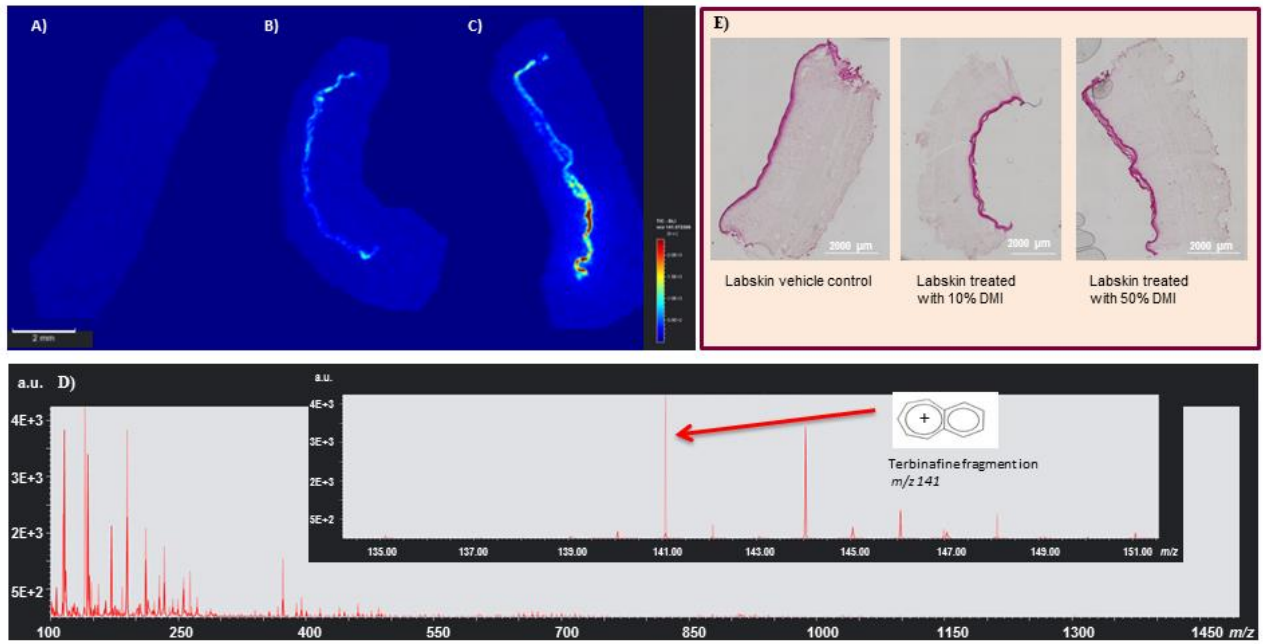 A)
B)
C)
2 mm
E)
2000 µm
2000 µm
2000 µm
Labskin vehicle control
Labskin treated
with 10% DMI
Labskin treated
with 50% DMI
a.u. D)
4E+3
3E+3
2E+3
5E+2
100 250 400 550 700 850 1000 1150 1300 1450 m/z
a.u.
4E+3
3E+3
2E+3
5E+2
135.00 137.00 139.00 141.00 143.00 145.00 147.00 149.00 151.00 m/z
+
Terbinafine fragment ion
m/z 141